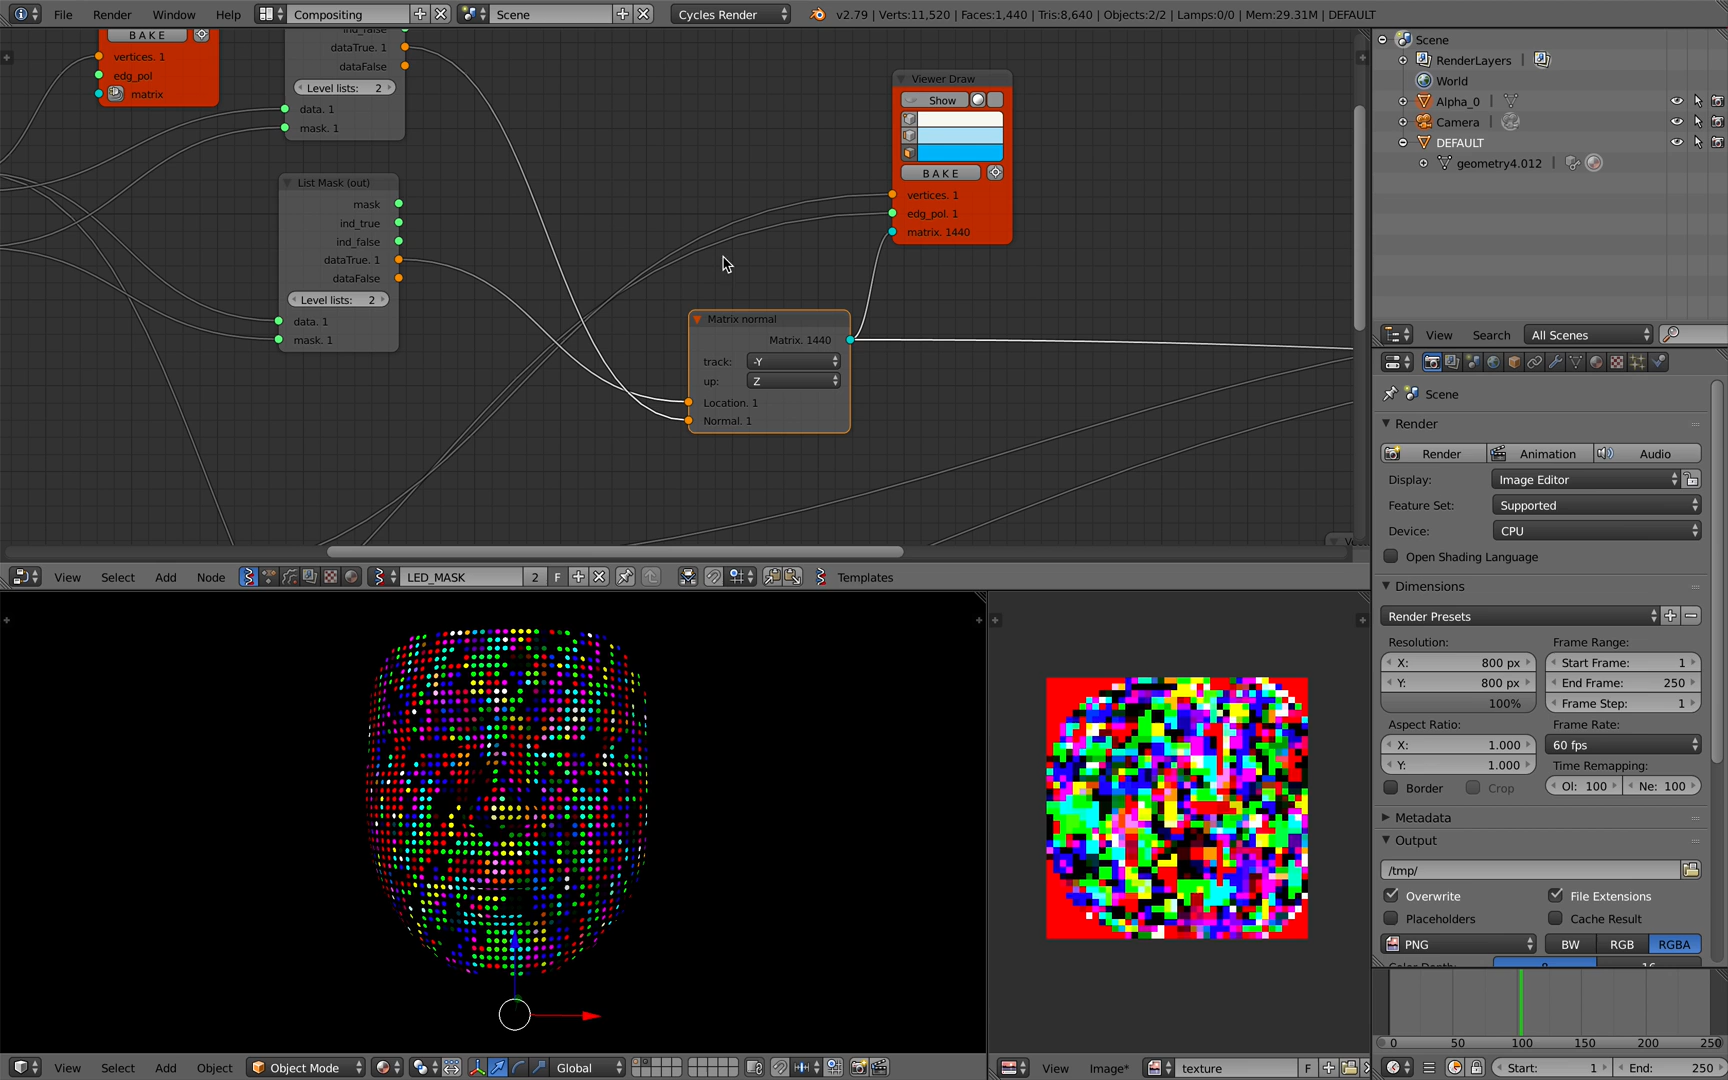 File Render Window Help Compositing Scene Cycles Render v2.79 | Verts:11,520 | Faces:1,440 | Tris:8,640 | Objects:2/2 | Lamps:0/0 | Mem:29.31M | DEFAULT
BAKE
vertices. 1
edg_pol
matrix
ind_false
dataTrue. 1
dataFalse
Level lists: 2
data. 1
mask. 1
List Mask (out)
mask
ind_true
ind_false
dataTrue. 1
dataFalse
Level lists: 2
data. 1
mask. 1
Viewer Draw
Show
BAKE
vertices. 1
edg_pol. 1
matrix. 1440
Matrix normal
Matrix. 1440
track: -Y
up: Z
Location. 1
Normal. 1
View Select Add Node LED_MASK 2 F Templates
View Select Add Object Object Mode Global
View Image* texture F
Scene
RenderLayers
World
Alpha_0
Camera
DEFAULT
geometry4.012
View Search All Scenes
Scene
Render
Render Animation Audio
Display: Image Editor
Feature Set: Supported
Device: CPU
Open Shading Language
Dimensions
Render Presets
Resolution: Frame Range:
X: 800 px Start Frame: 1
Y: 800 px End Frame: 250
100% Frame Step: 1
Aspect Ratio: Frame Rate:
X: 1.000 60 fps
Y: 1.000 Time Remapping:
Border Crop Ol: 100 Ne: 100
Metadata
Output
/tmp/
Overwrite File Extensions
Placeholders Cache Result
PNG BW RGB RGBA
0 50 100 150 200 250
Start: 1 End: 250